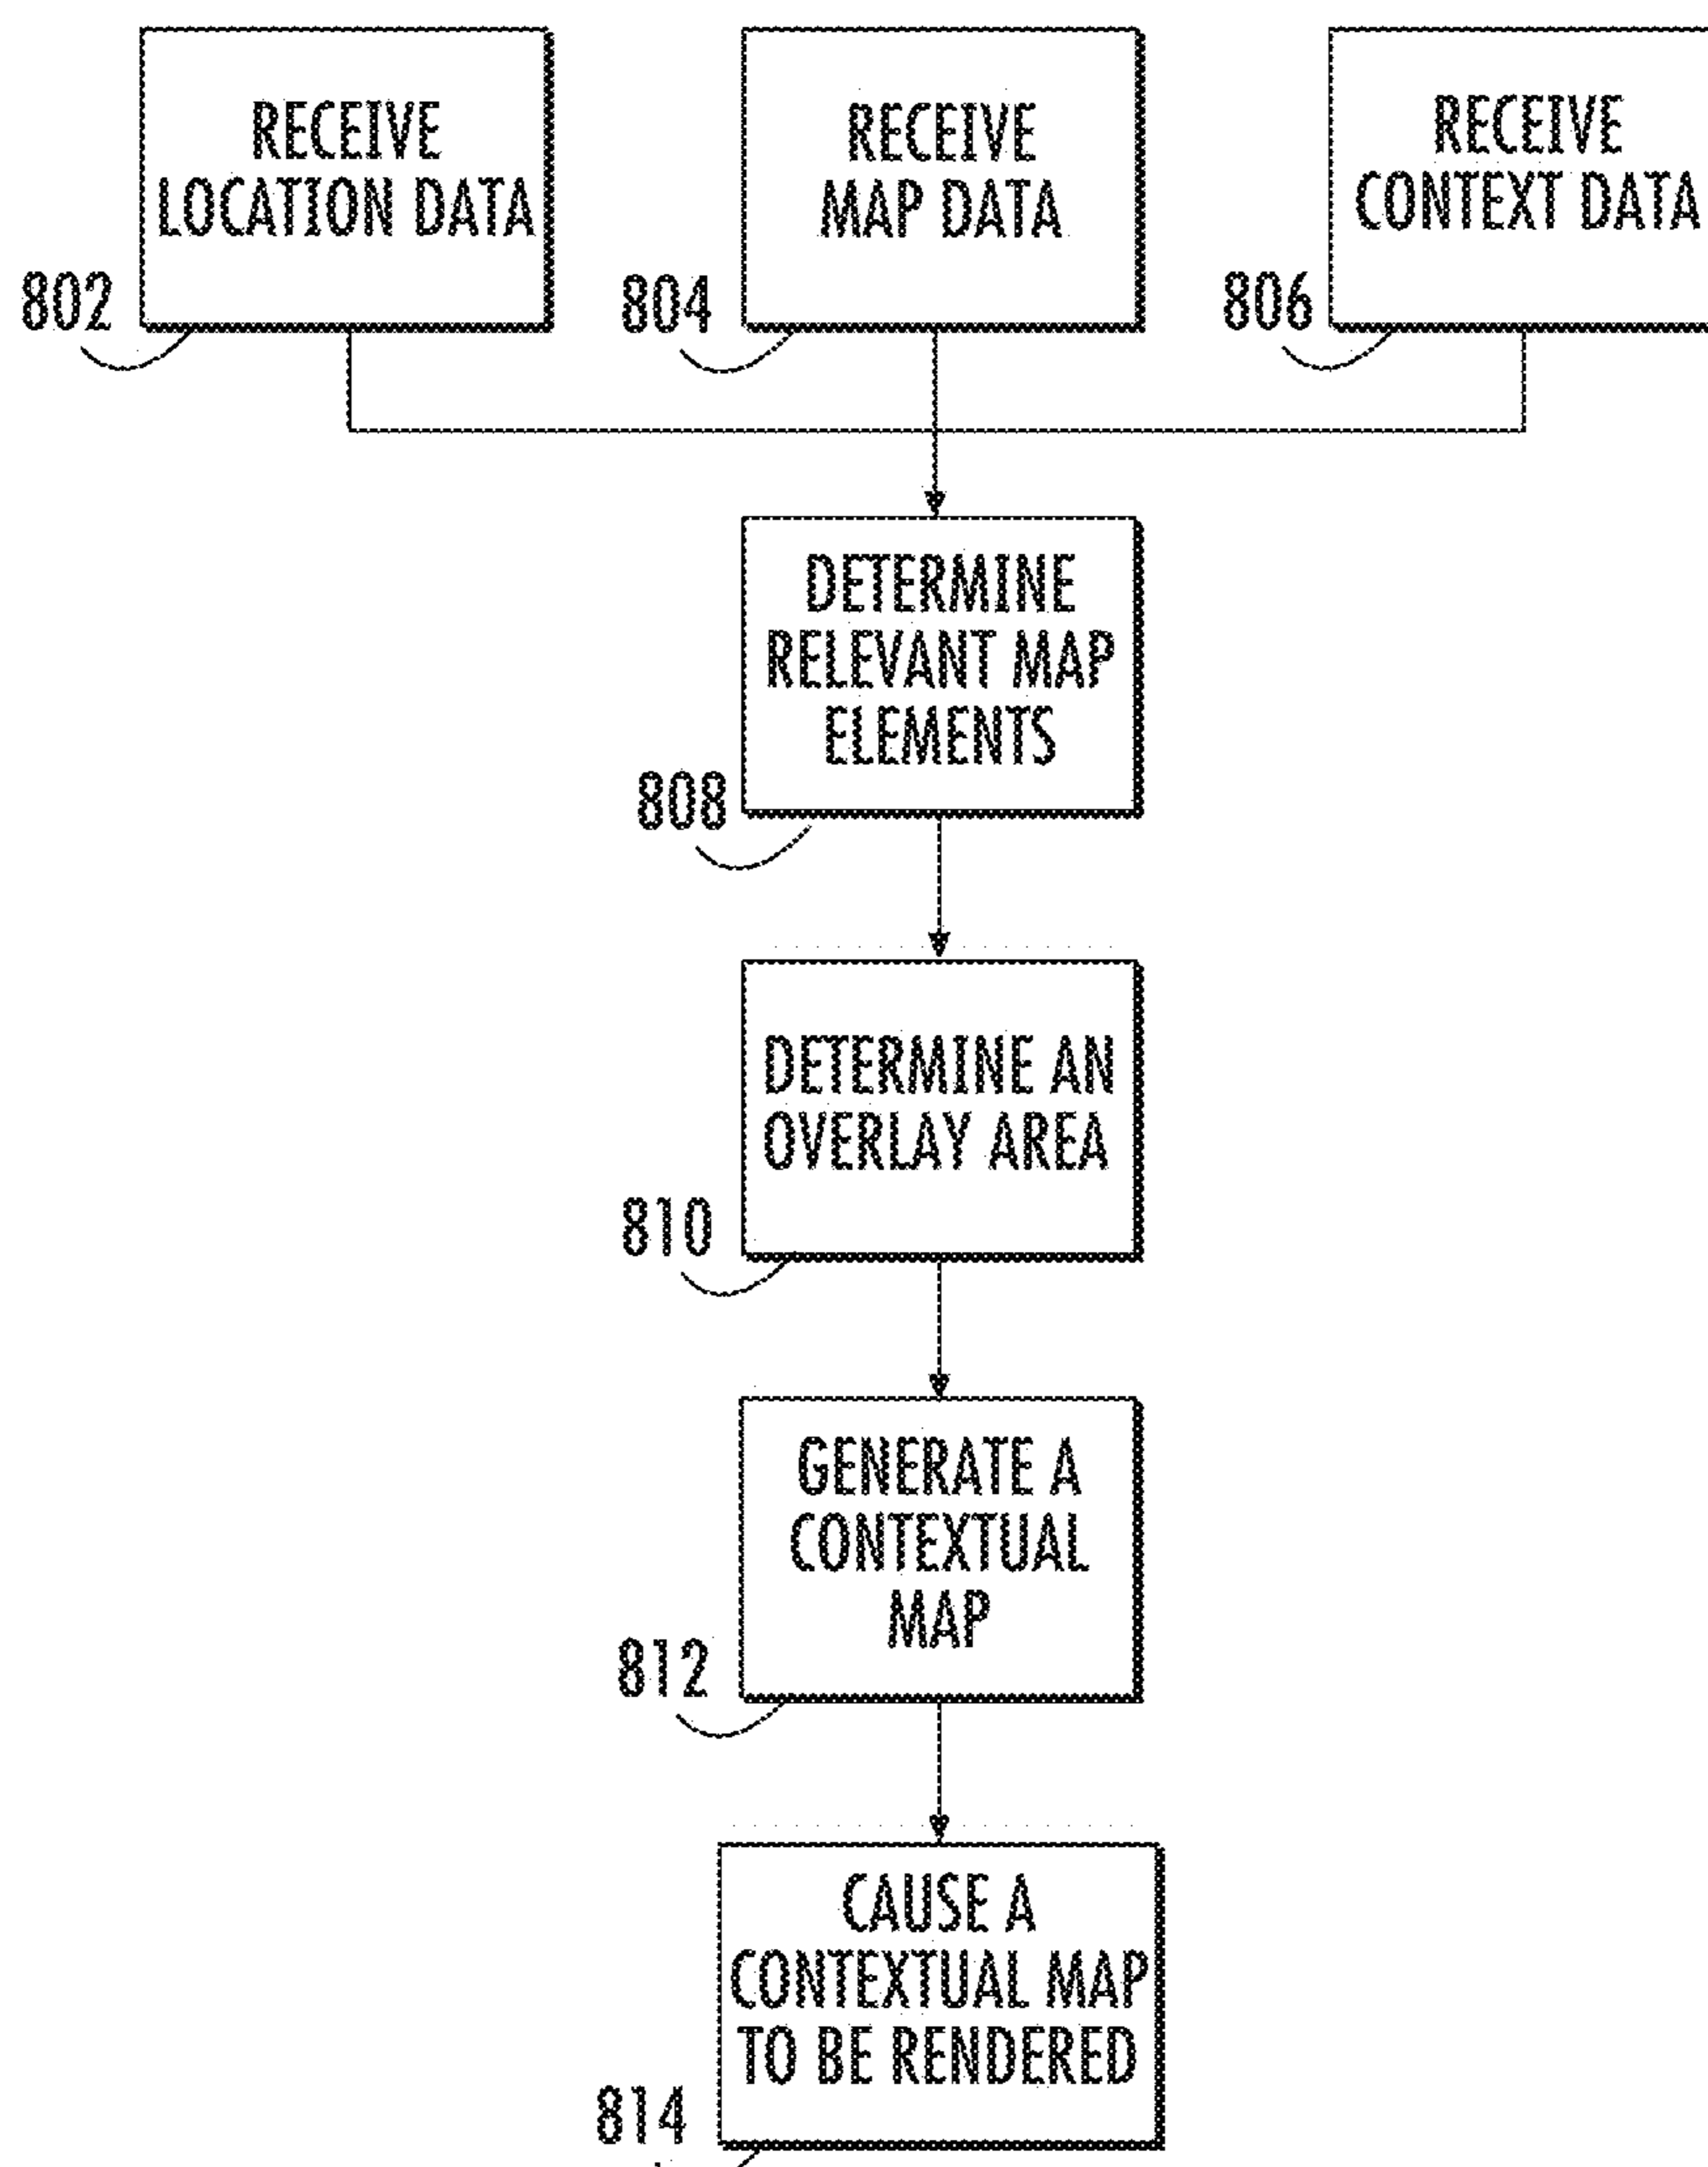 RECEIVE
LOCATION DATA
802
RECEIVE
MAP DATA
804
RECEIVE
CONTEXT DATA
806
DETERMINE
RELEVANT MAP
ELEMENTS
808
DETERMINE AN
OVERLAY AREA
810
GENERATE A
CONTEXTUAL
MAP
812
CAUSE A
CONTEXTUAL MAP
TO BE RENDERED
814